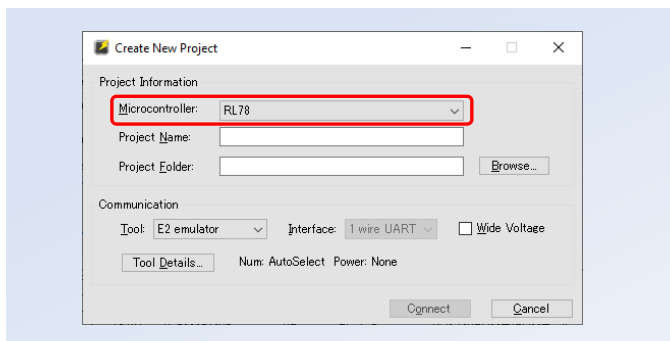 Create New Project
Project Information
Microcontroller: RL78
Project Name:
Project Folder: Browse...
Communication
Tool: E2 emulator Interface: 1 wire UART Wide Voltage
Tool Details... Num: AutoSelect Power: None
Connect Cancel